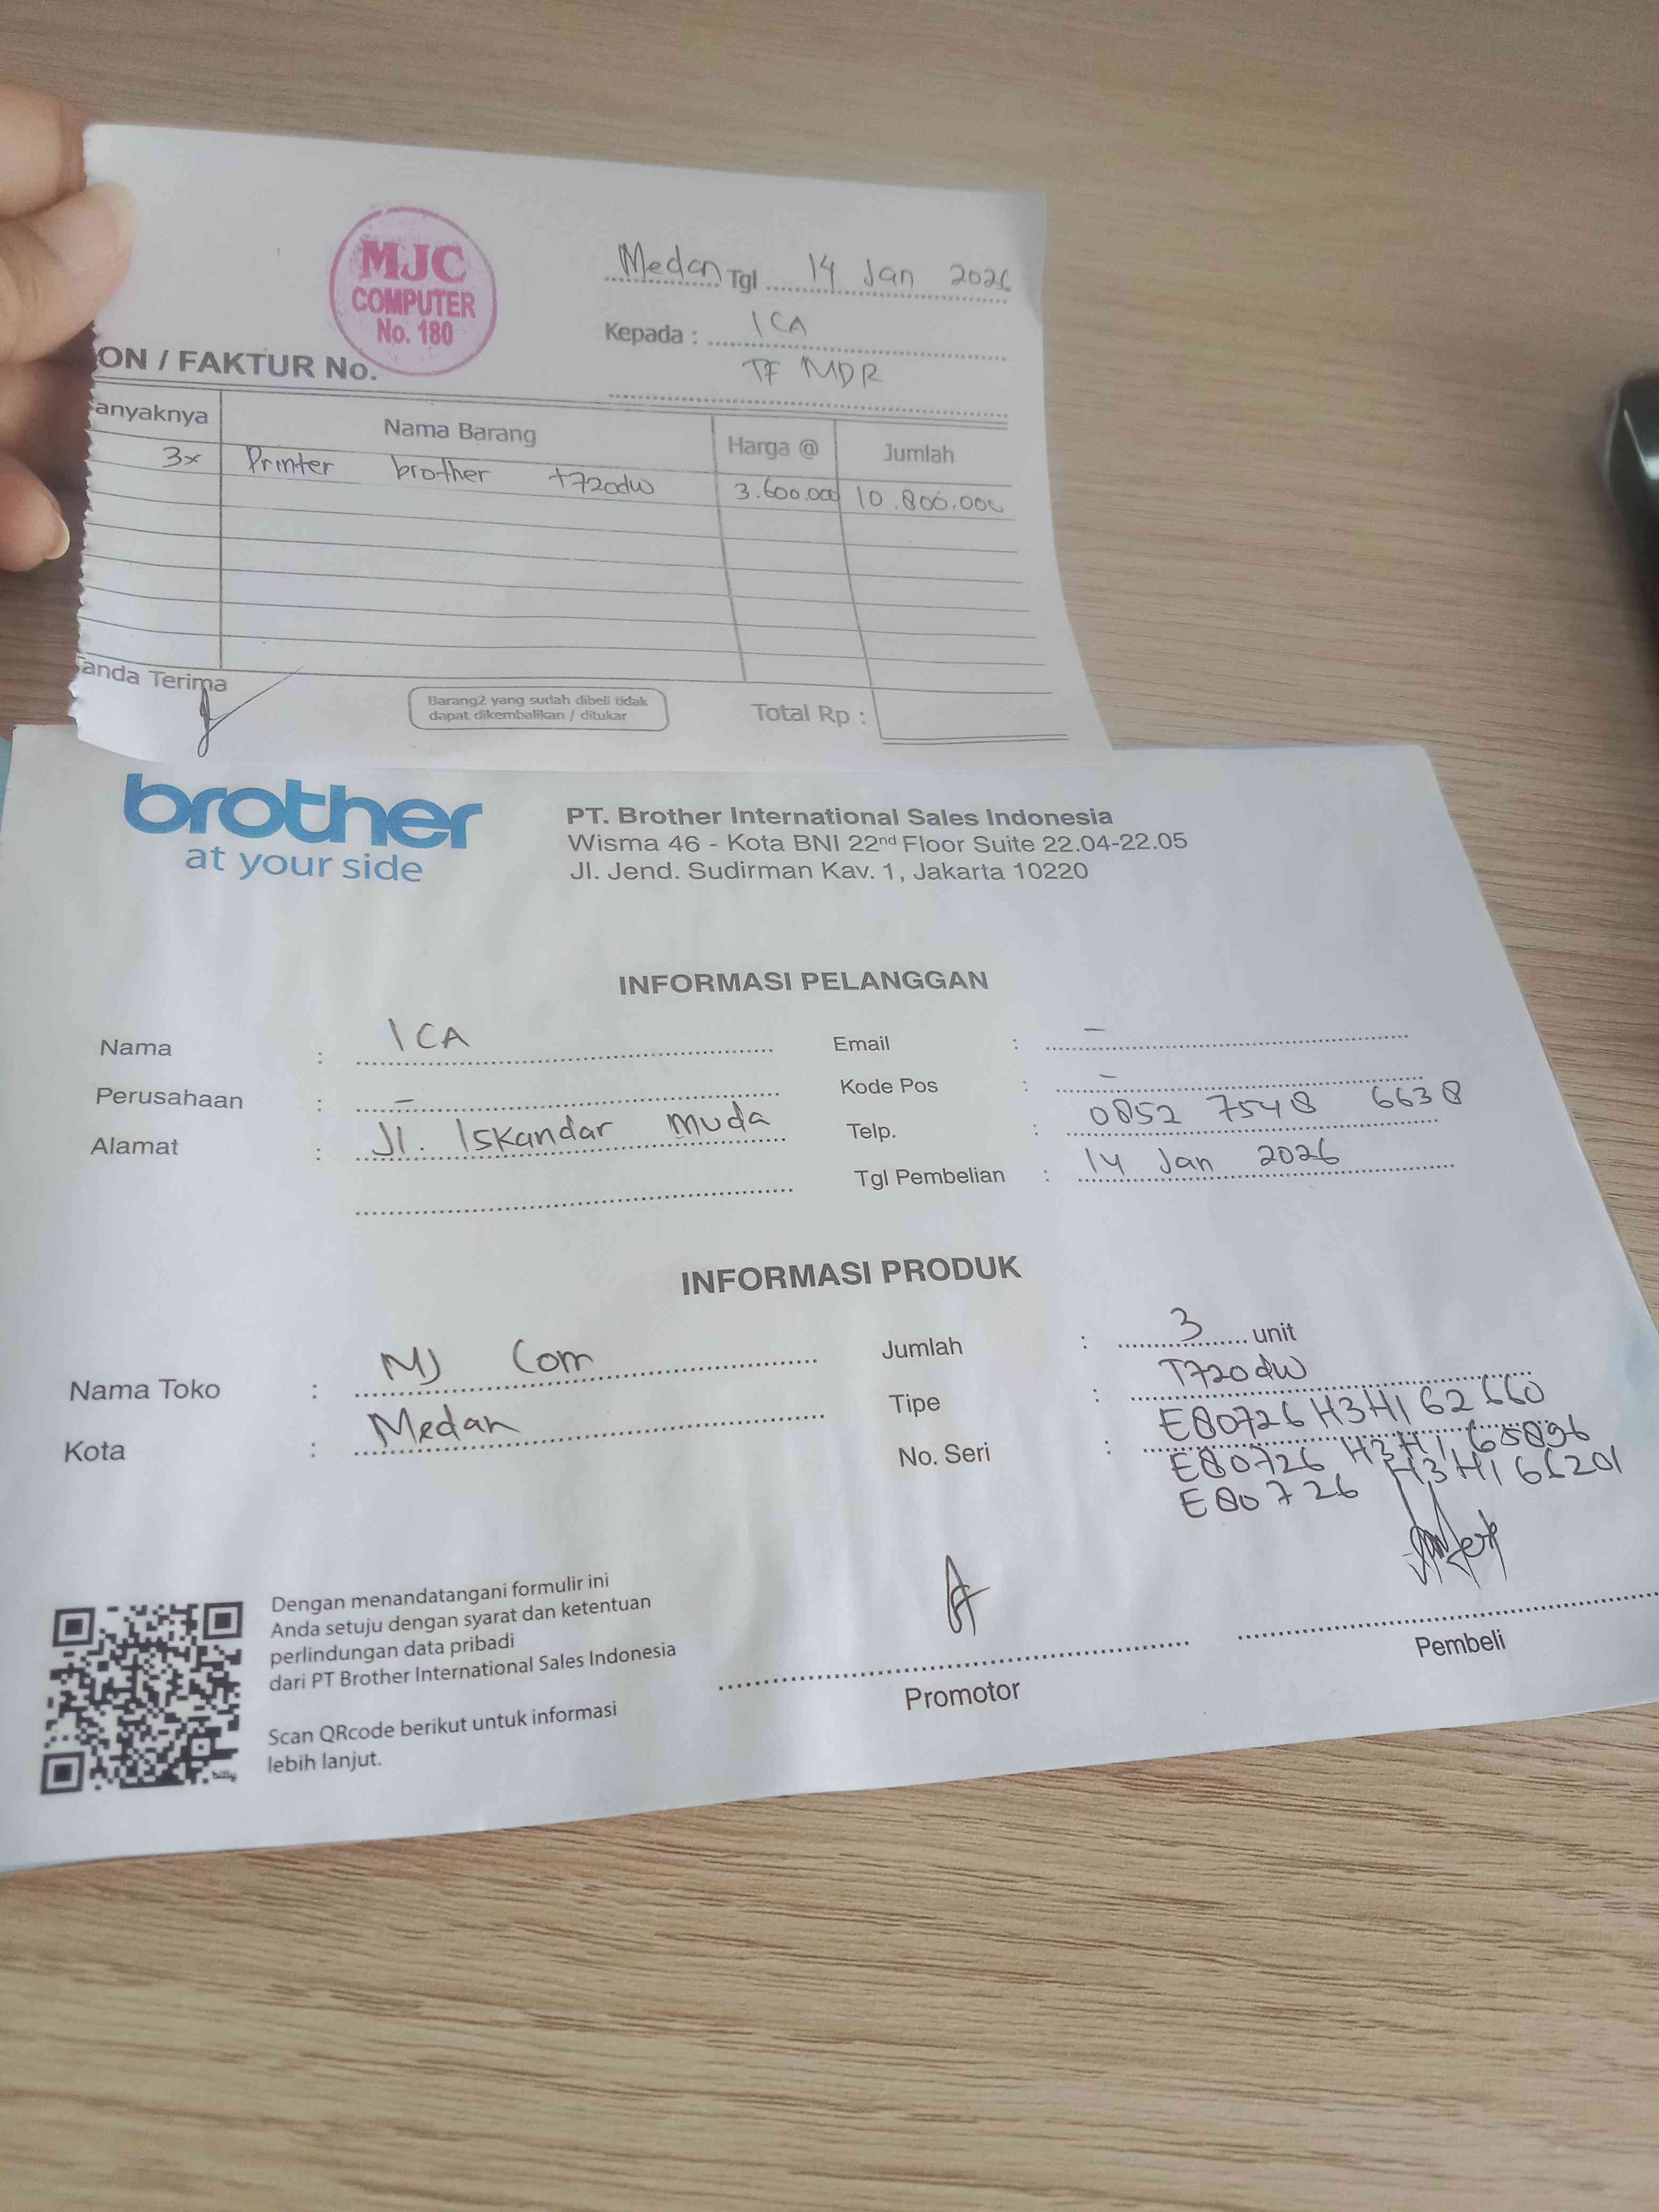 MJC
COMPUTER
No. 180
Medan Tgl 14 Jan 2026
Kepada : ICA
TF MDR
ON / FAKTUR No.
anyaknya Nama Barang Harga @ Jumlah
3x Printer brother t720dw 3.600.000 10.800.000
anda Terima
Barang2 yang sudah dibeli tidak
dapat dikembalikan / ditukar
Total Rp :
brother
at your side
PT. Brother International Sales Indonesia
Wisma 46 - Kota BNI 22nd Floor Suite 22.04-22.05
Jl. Jend. Sudirman Kav. 1, Jakarta 10220
INFORMASI PELANGGAN
Nama : ICA
Perusahaan : -
Alamat : Jl. Iskandar Muda
Email : -
Kode Pos : -
Telp. : 0852 7548 6638
Tgl Pembelian : 14 Jan 2026
INFORMASI PRODUK
Nama Toko : MJ Com
Kota : Medan
Jumlah : 3 unit
Tipe : T720dw
No. Seri : E80726H3H162660
E80726 H3H165896
E80726 H3H166201
Dengan menandatangani formulir ini
Anda setuju dengan syarat dan ketentuan
perlindungan data pribadi
dari PT Brother International Sales Indonesia
Scan QRcode berikut untuk informasi
lebih lanjut.
Promotor
Pembeli